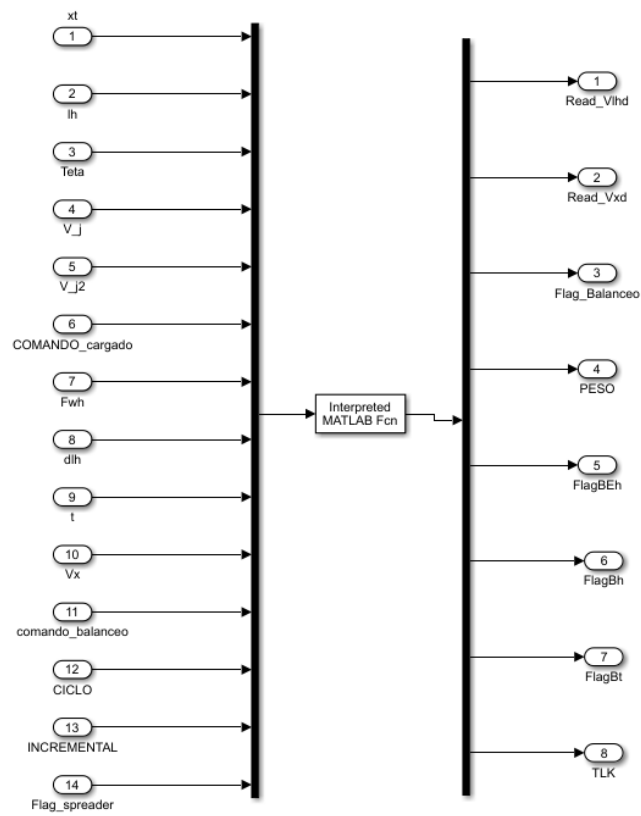 xt
1
2
lh
3
Teta
4
V_j
5
V_j2
6
COMANDO_cargado
7
Fwh
8
dlh
9
t
10
Vx
11
comando_balanceo
12
CICLO
13
INCREMENTAL
14
Flag_spreader
Interpreted
MATLAB Fcn
1
Read_Vlhd
2
Read_Vxd
3
Flag_Balanceo
4
PESO
5
FlagBEh
6
FlagBh
7
FlagBt
8
TLK